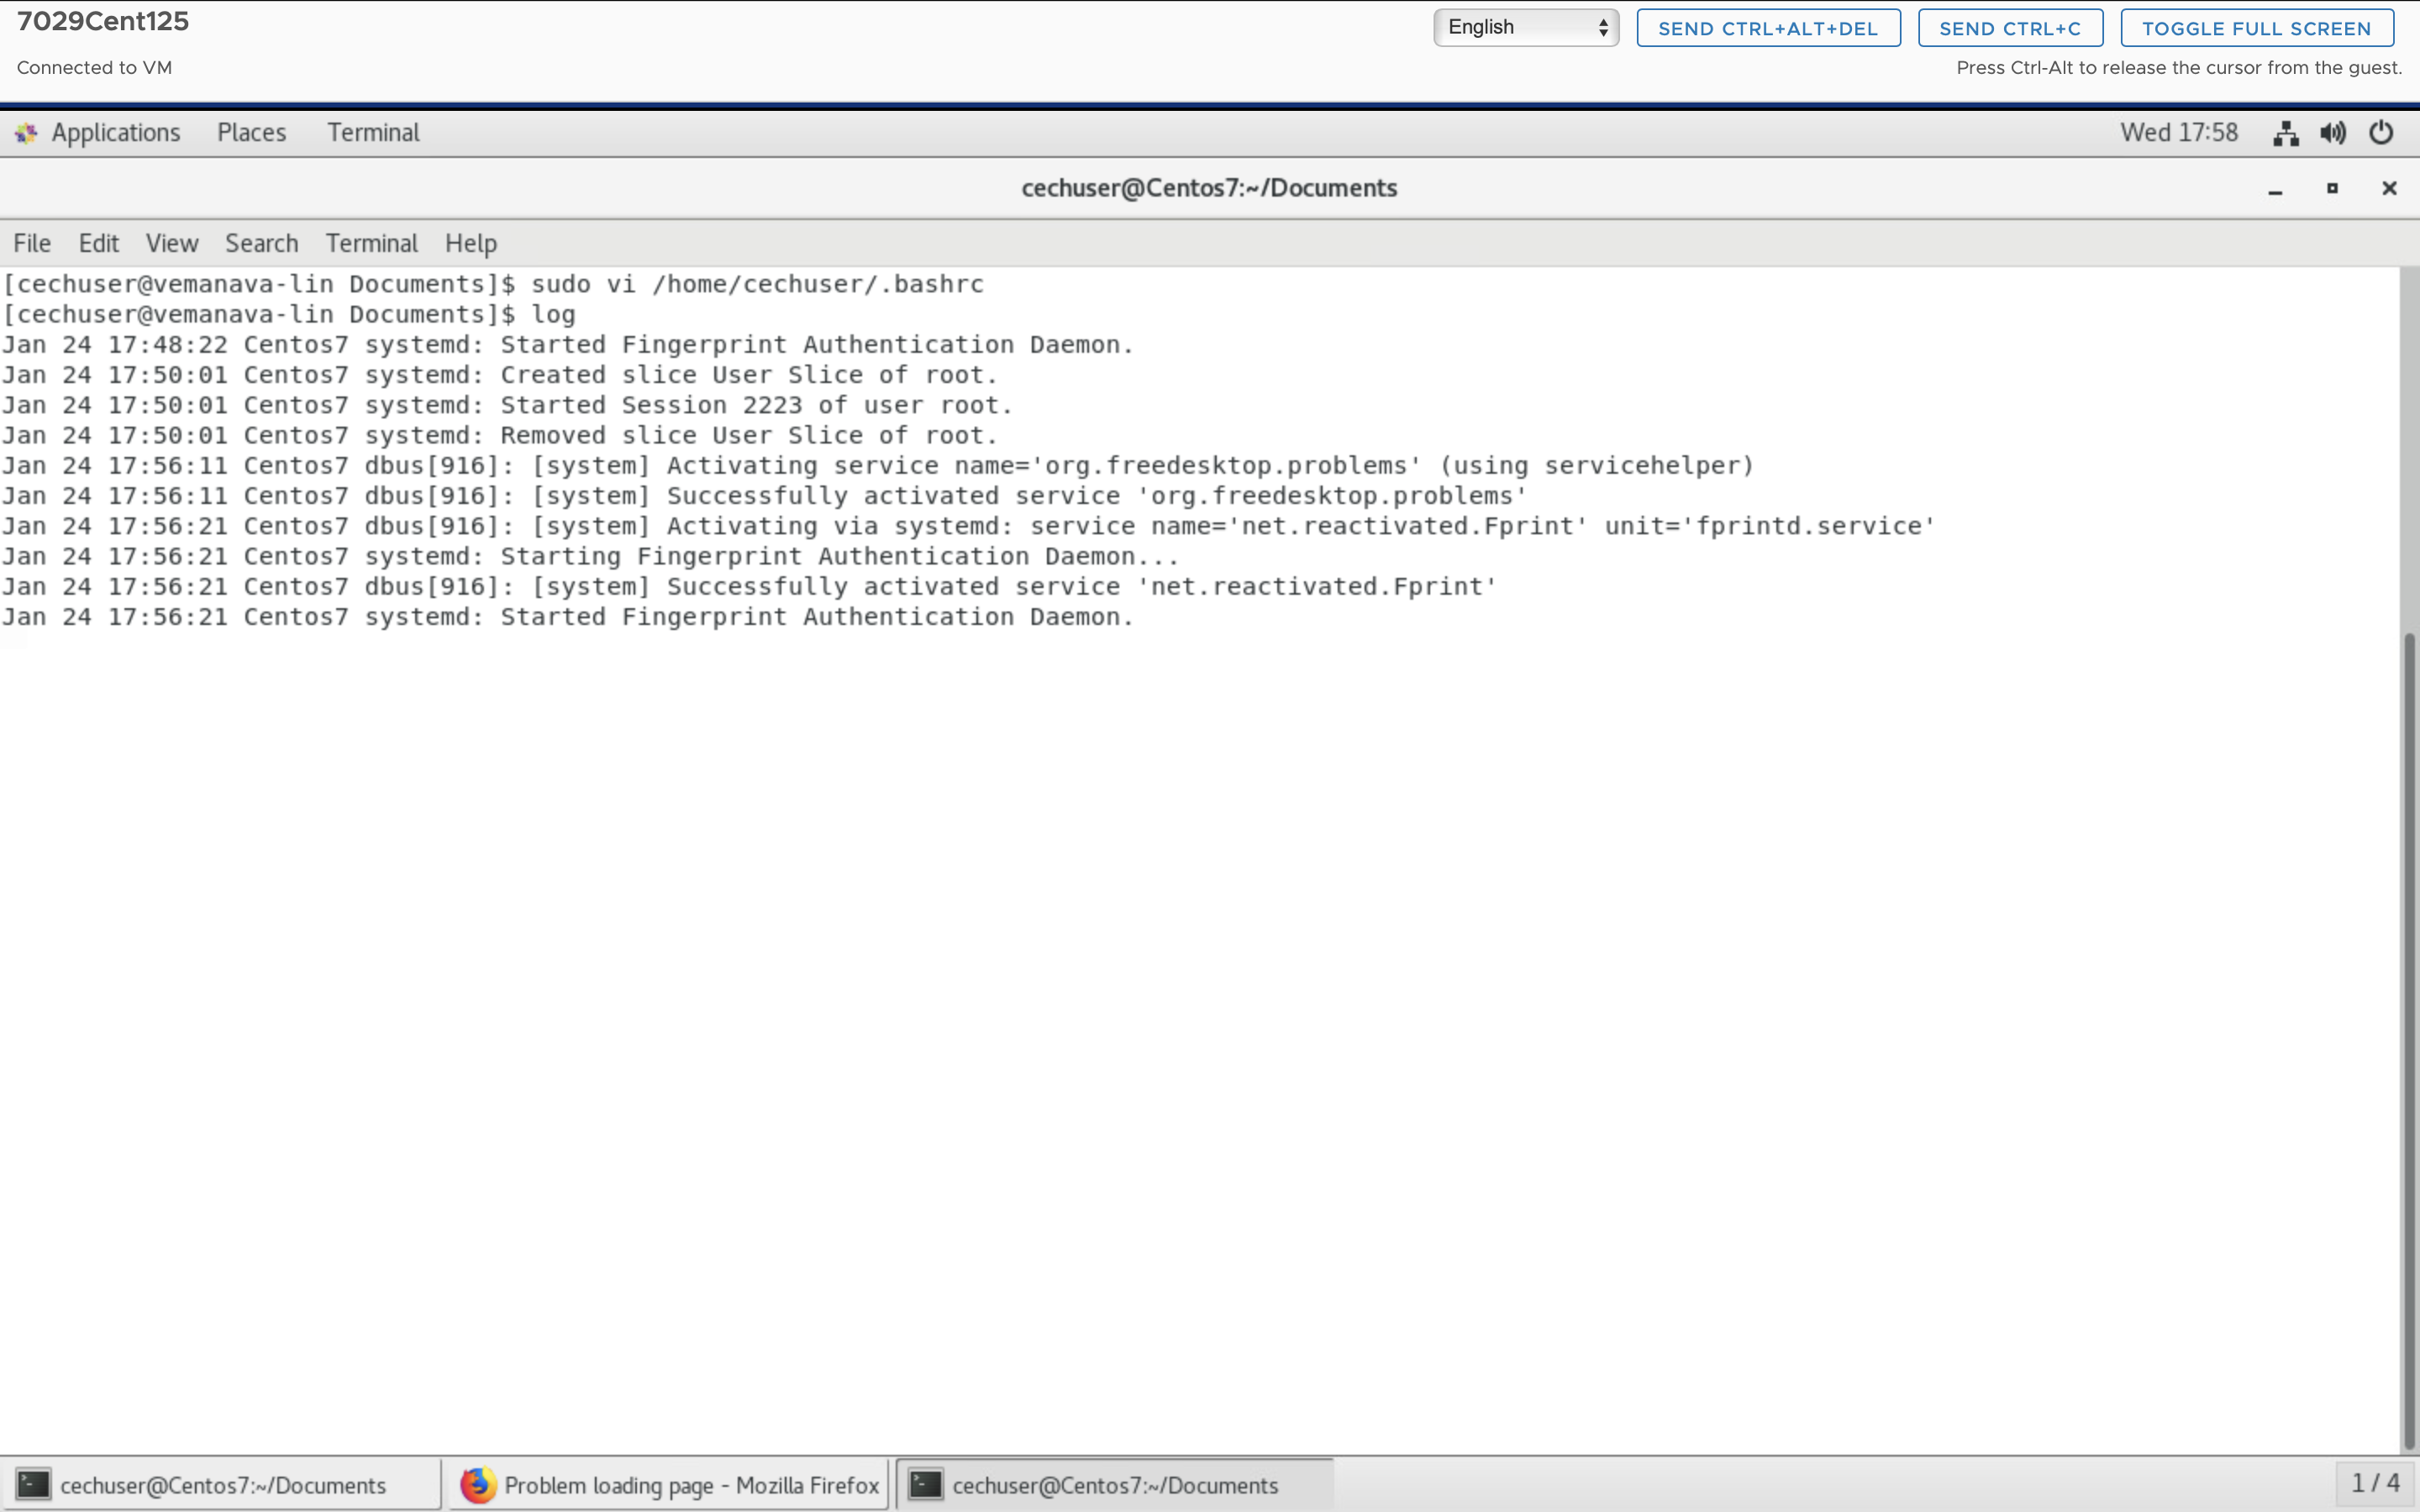 7029Cent125
English
SEND CTRL+ALT+DEL
SEND CTRL+C
TOGGLE FULL SCREEN
Connected to VM
Press Ctrl-Alt to release the cursor from the guest.
Applications Places Terminal
Wed 17:58
cechuser@Centos7:~/Documents
File Edit View Search Terminal Help
[cechuser@vemanava-lin Documents]$ sudo vi /home/cechuser/.bashrc
[cechuser@vemanava-lin Documents]$ log
Jan 24 17:48:22 Centos7 systemd: Started Fingerprint Authentication Daemon.
Jan 24 17:50:01 Centos7 systemd: Created slice User Slice of root.
Jan 24 17:50:01 Centos7 systemd: Started Session 2223 of user root.
Jan 24 17:50:01 Centos7 systemd: Removed slice User Slice of root.
Jan 24 17:56:11 Centos7 dbus[916]: [system] Activating service name='org.freedesktop.problems' (using servicehelper)
Jan 24 17:56:11 Centos7 dbus[916]: [system] Successfully activated service 'org.freedesktop.problems'
Jan 24 17:56:21 Centos7 dbus[916]: [system] Activating via systemd: service name='net.reactivated.Fprint' unit='fprintd.service'
Jan 24 17:56:21 Centos7 systemd: Starting Fingerprint Authentication Daemon...
Jan 24 17:56:21 Centos7 dbus[916]: [system] Successfully activated service 'net.reactivated.Fprint'
Jan 24 17:56:21 Centos7 systemd: Started Fingerprint Authentication Daemon.
cechuser@Centos7:~/Documents
Problem loading page - Mozilla Firefox
cechuser@Centos7:~/Documents
1 / 4